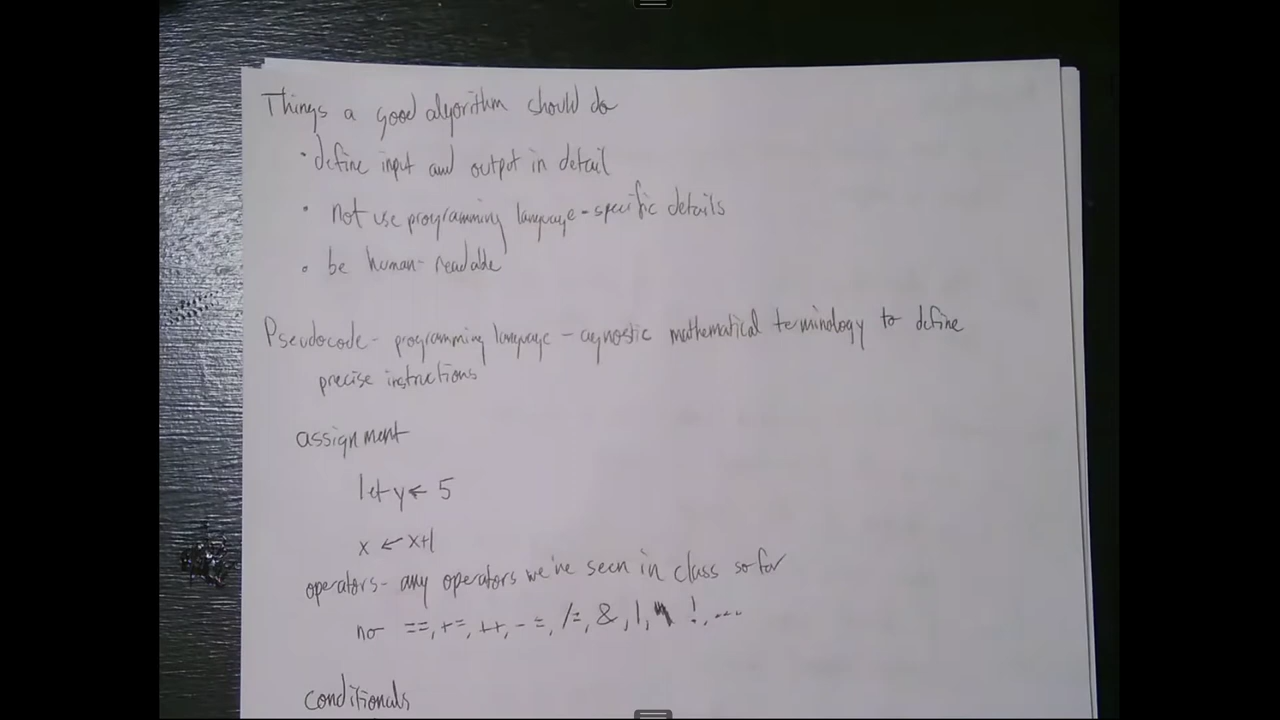 Things a good algorithm should do
• define input and output in detail
• not use programming language-specific details
• be human-readable
Pseudocode - programming language-agnostic mathematical terminology to define
precise instructions
assignment
let y ← 5
x ← x+1
operators - any operators we've seen in class so far
no ==, +=, ++, -=, /=, &, |, !, ...
conditionals